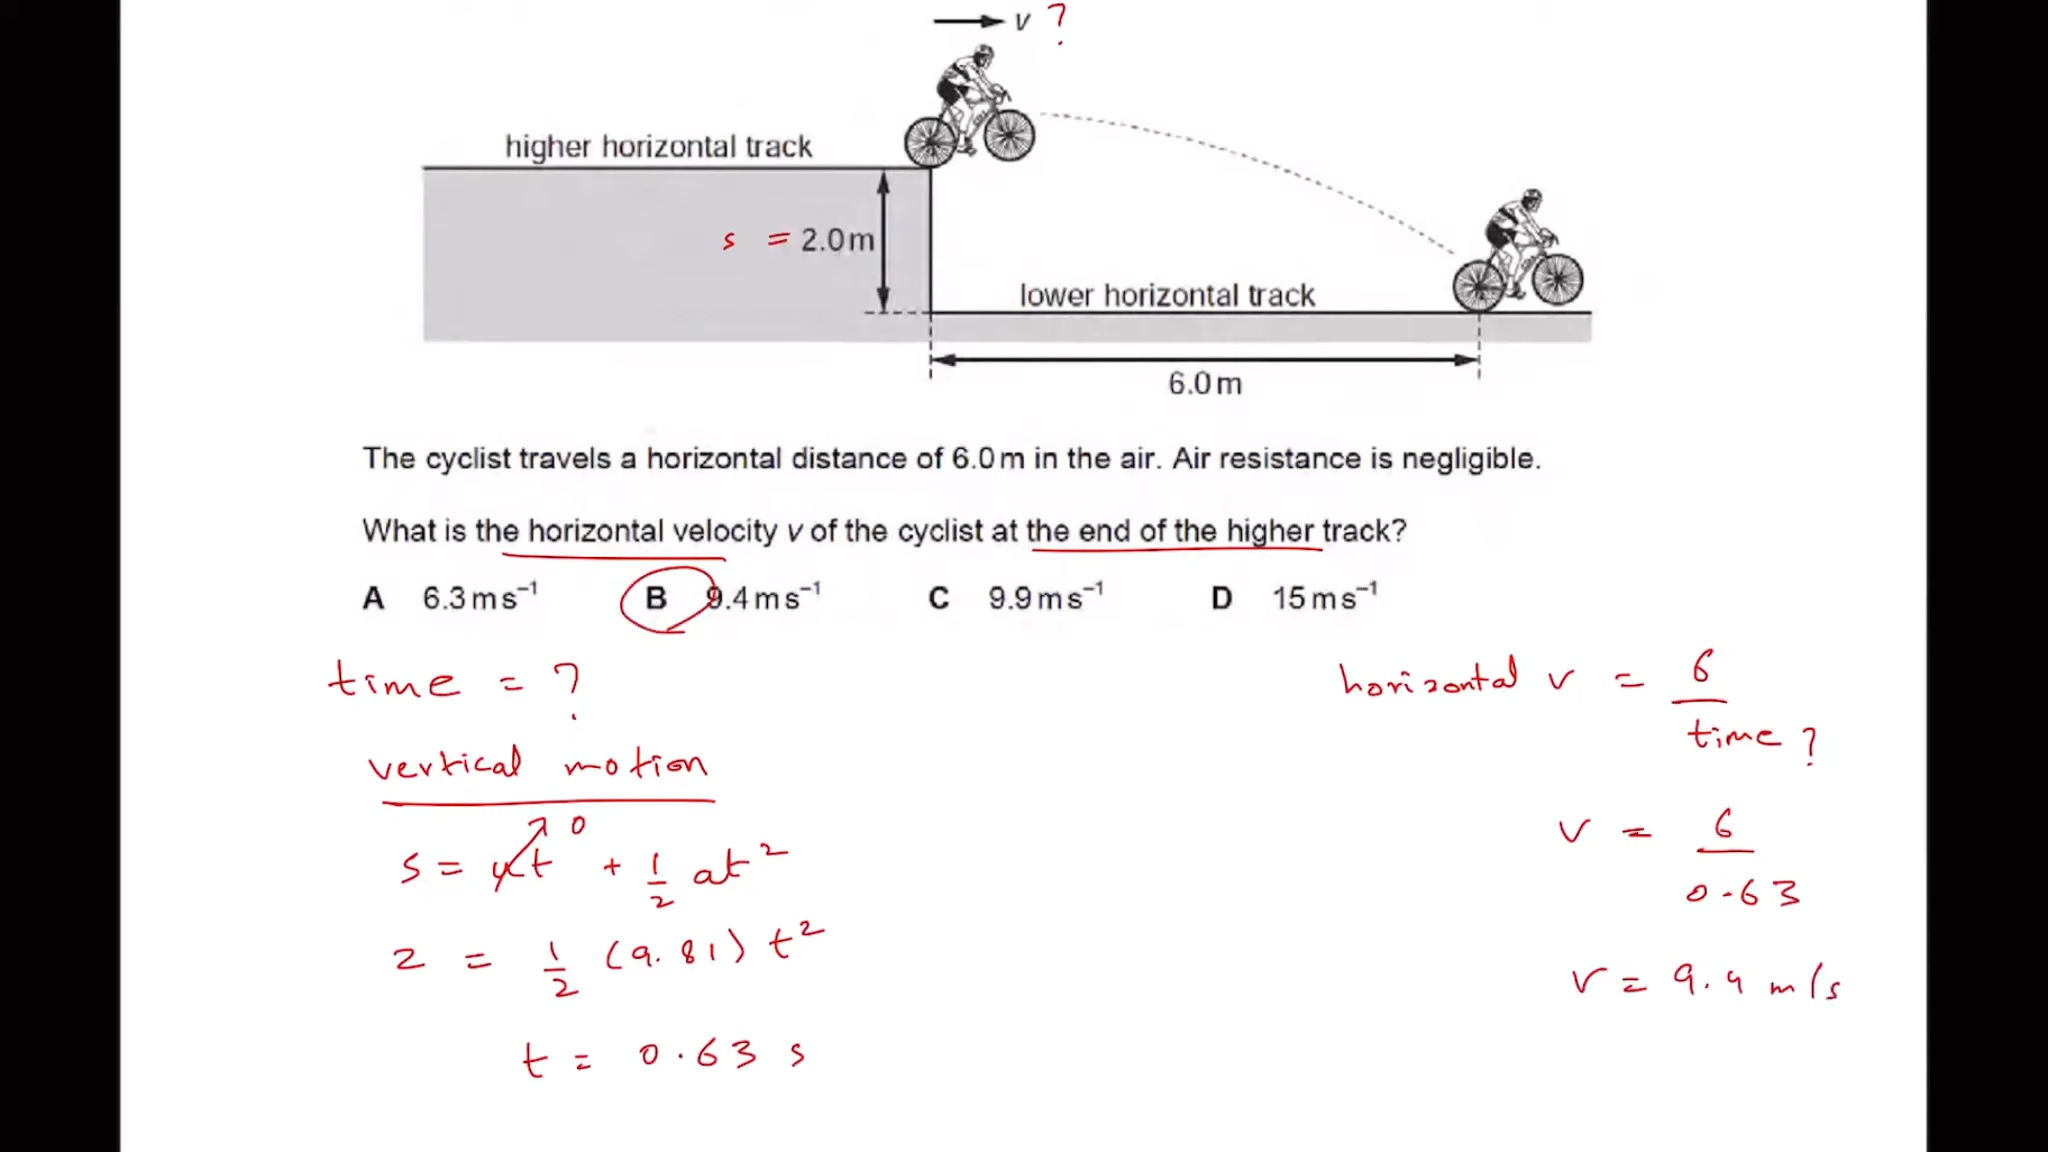 v ?
higher horizontal track
s = 2.0 m
lower horizontal track
6.0 m
The cyclist travels a horizontal distance of 6.0 m in the air. Air resistance is negligible.
What is the horizontal velocity v of the cyclist at the end of the higher track?
A 6.3 m s⁻¹ B 9.4 m s⁻¹ C 9.9 m s⁻¹ D 15 m s⁻¹
time = ?
horizontal v = 6 / time ?
vertical motion
s = ut + 1/2 at² 0
v = 6 / 0.63
2 = 1/2 (9.81) t²
v = 9.4 m/s
t = 0.63 s